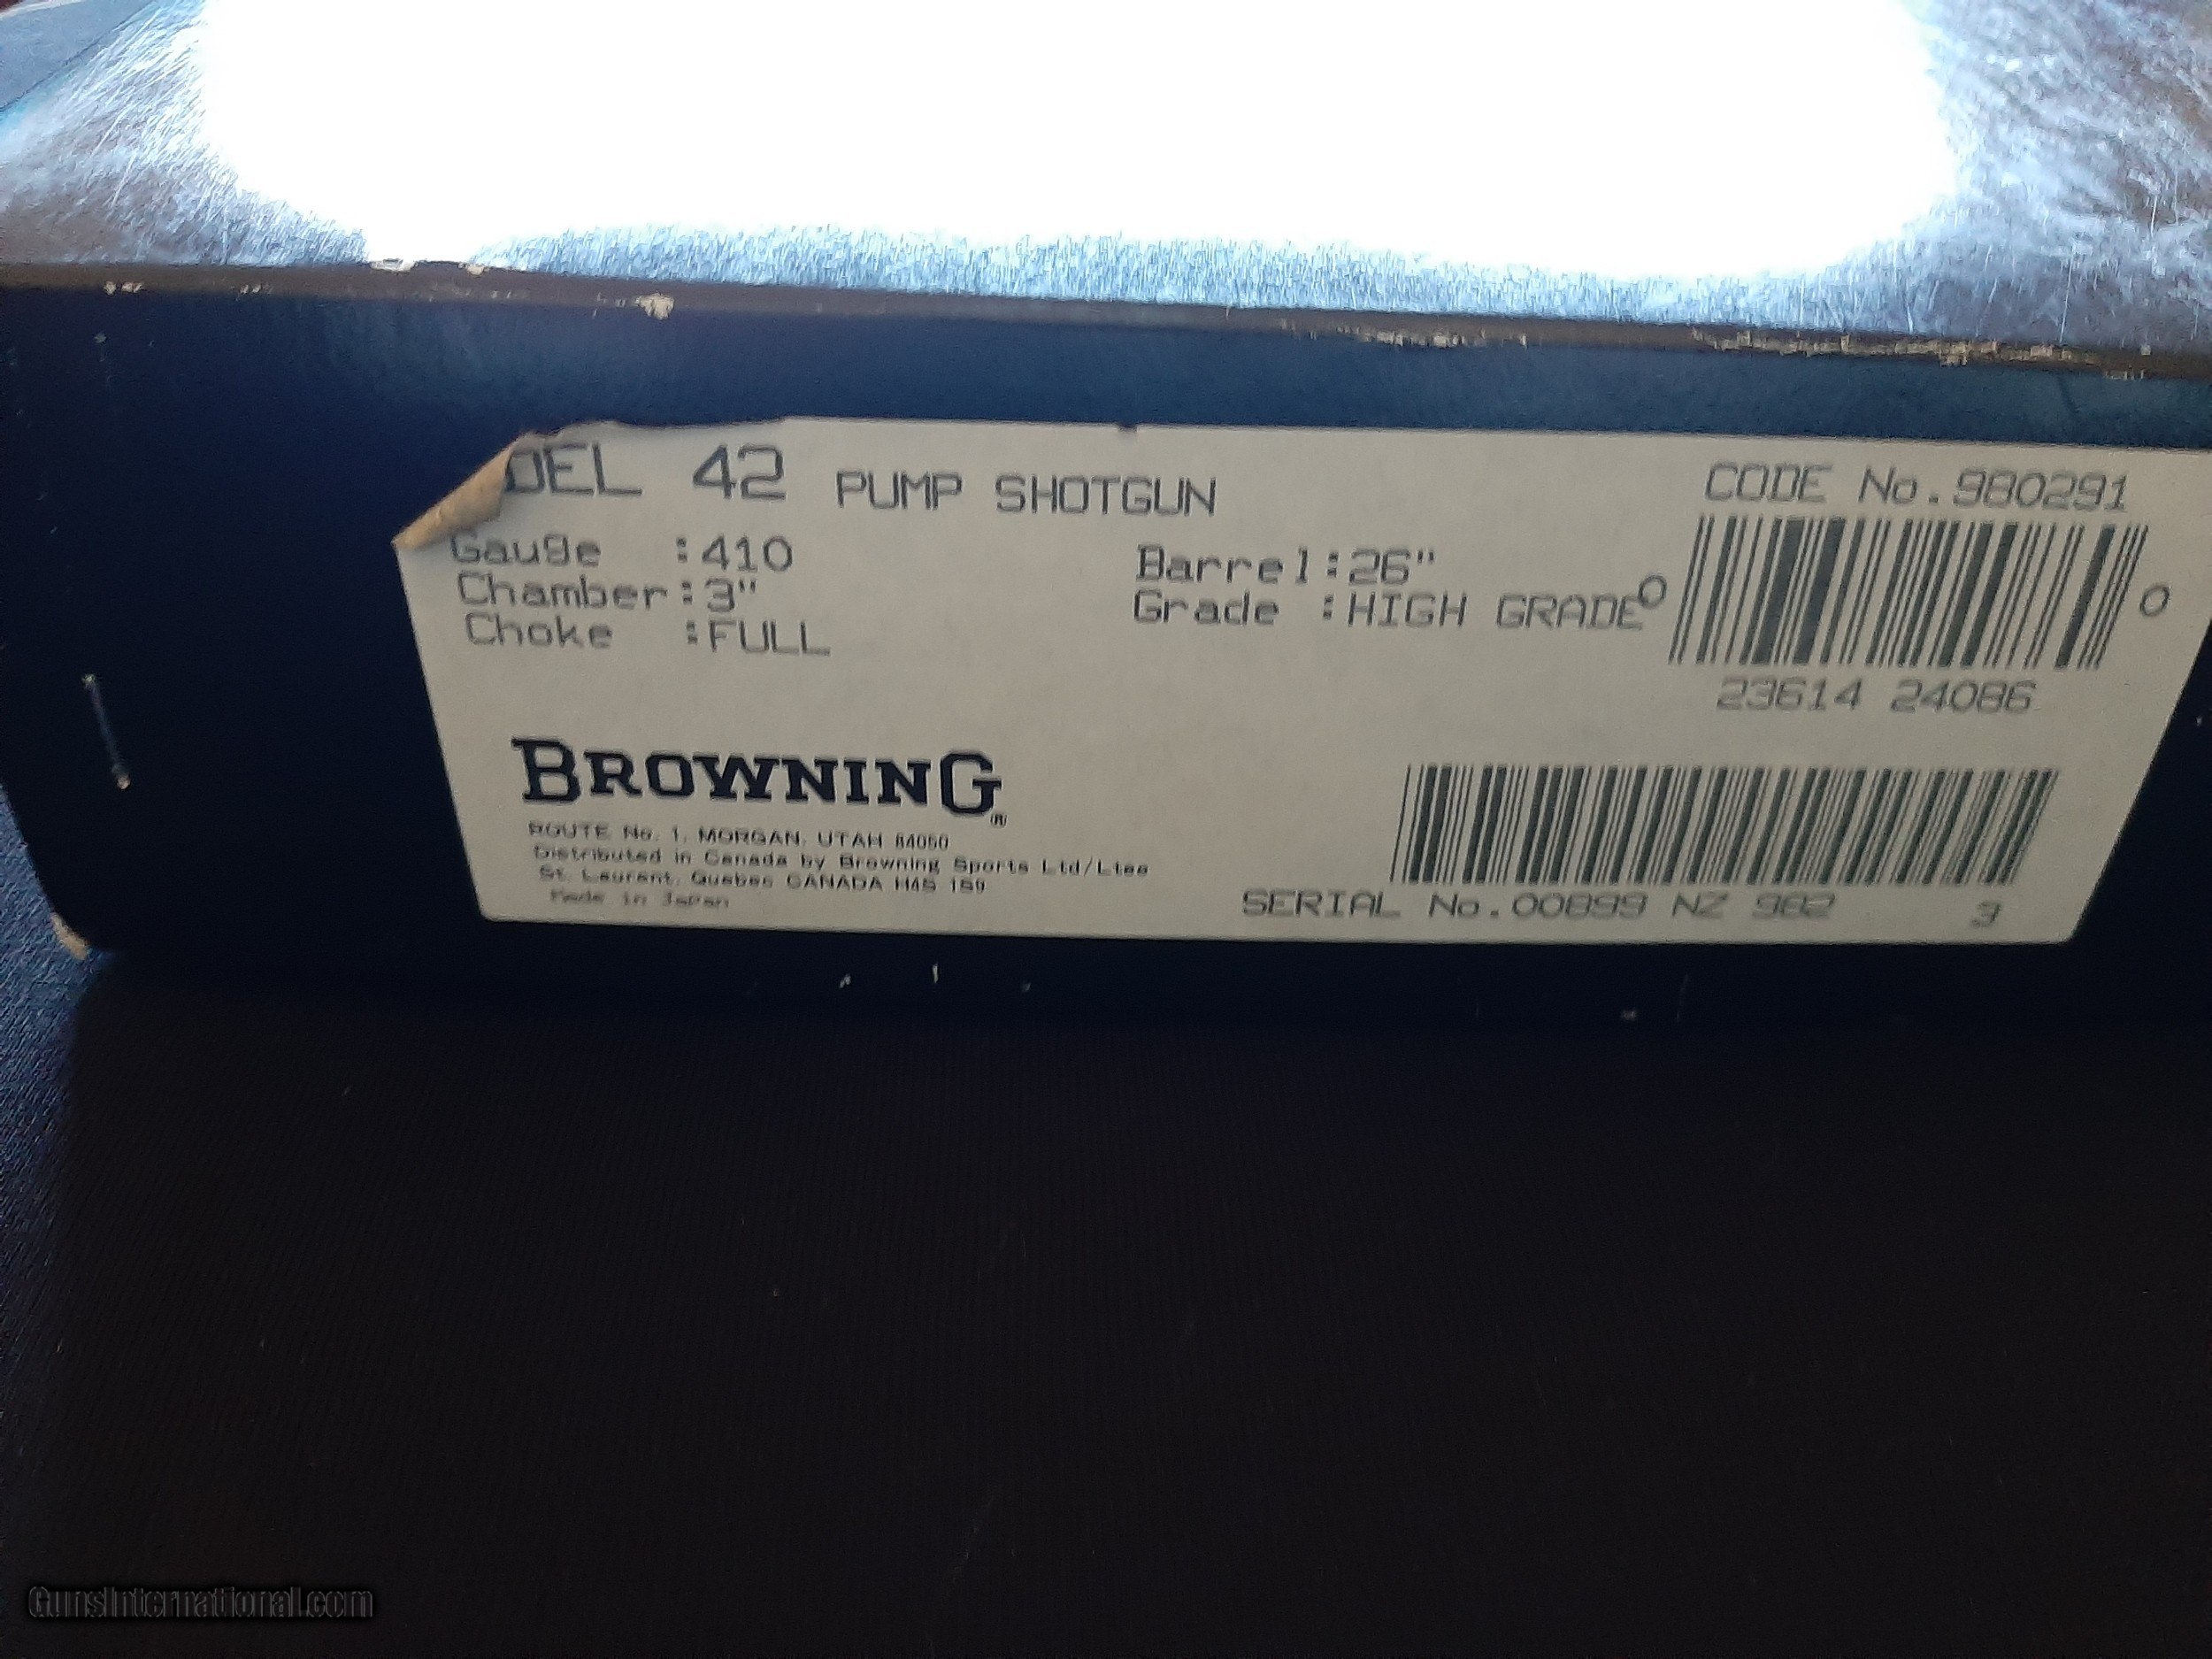 DEL 42 PUMP SHOTGUN
Gauge :410
Chamber:3"
Choke :FULL
Barrel:26"
Grade :HIGH GRADE
CODE No.980291
0 0
23614 24086
BROWNING®
ROUTE No. 1, MORGAN, UTAH 84050
Distributed in Canada by Browning Sports Ltd/Ltee
St. Laurent, Quebec CANADA H4S 1S9
Made in Japan
SERIAL No.00899 NZ 982 3
GunsInternational.com